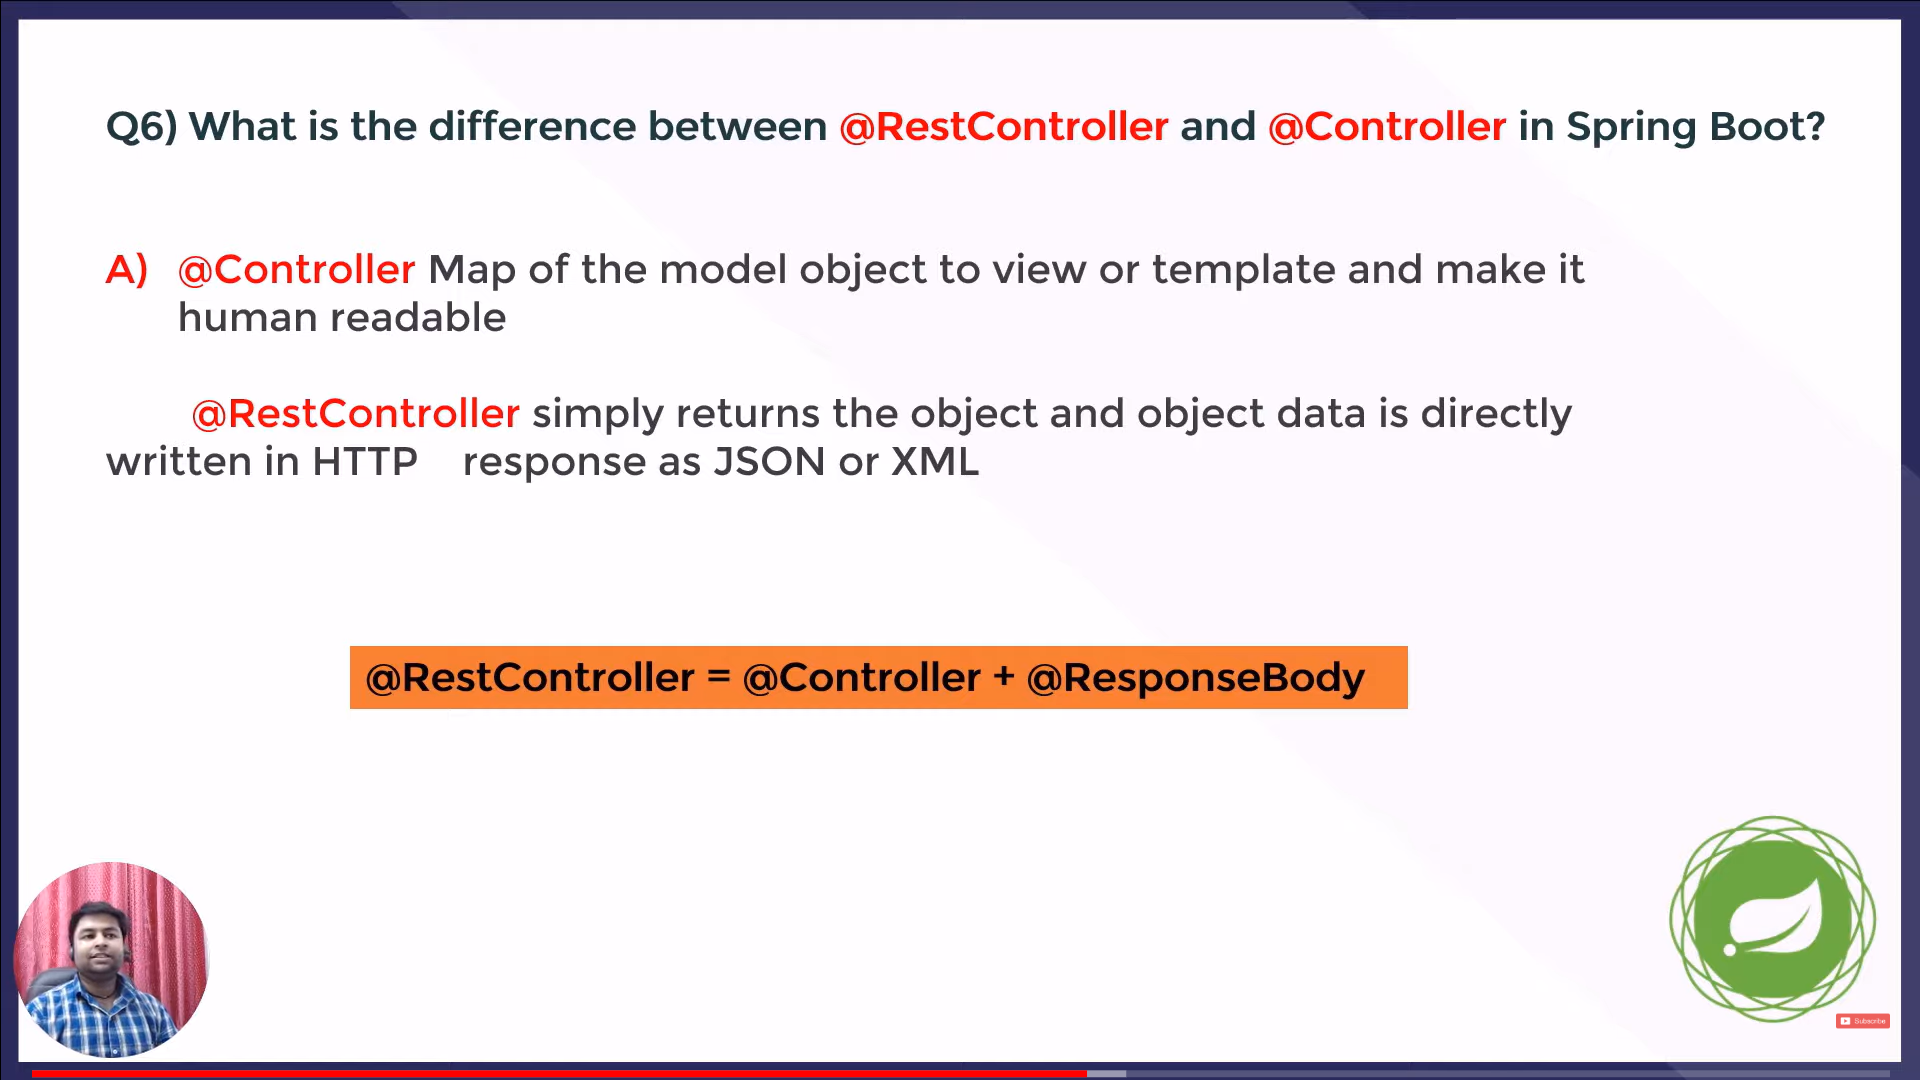 Q6) What is the difference between @RestController and @Controller in Spring Boot?
A) @Controller Map of the model object to view or template and make it
human readable
@RestController simply returns the object and object data is directly
written in HTTP response as JSON or XML
@RestController = @Controller + @ResponseBody
Subscribe